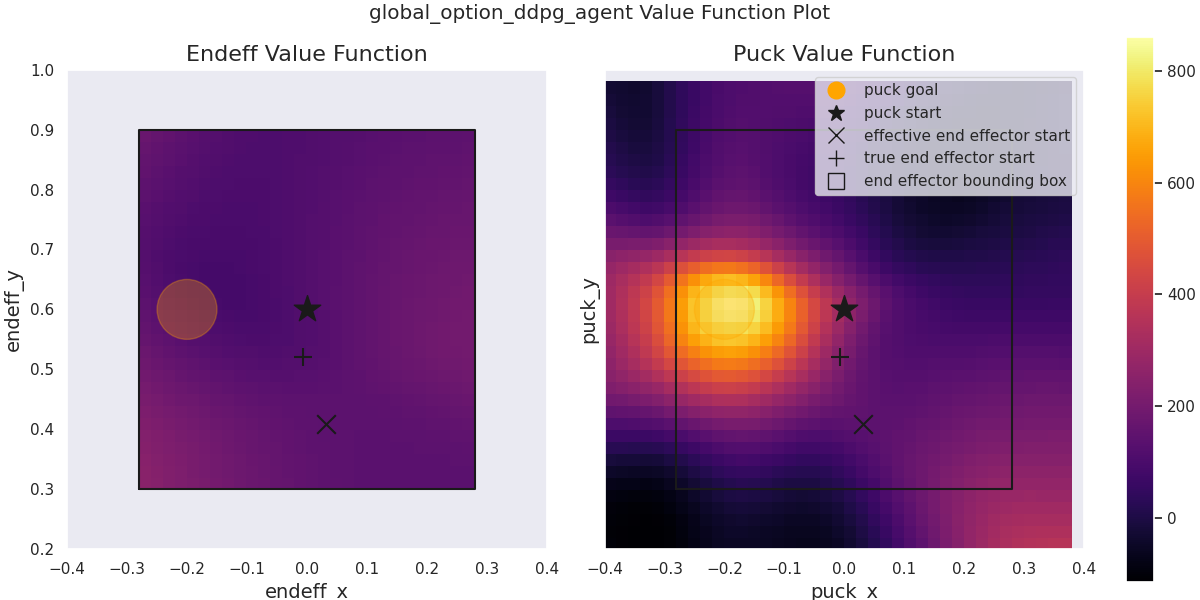 global_option_ddpg_agent Value Function Plot
Endeff Value Function
endeff_y
1.0
0.9
0.8
0.7
0.6
0.5
0.4
0.3
0.2
−0.4
−0.3
−0.2
−0.1
0.0
0.1
0.2
0.3
0.4
endeff_x
Puck Value Function
puck_y
puck goal
puck start
effective end effector start
true end effector start
end effector bounding box
−0.4
−0.3
−0.2
−0.1
0.0
0.1
0.2
0.3
0.4
puck_x
800
600
400
200
0